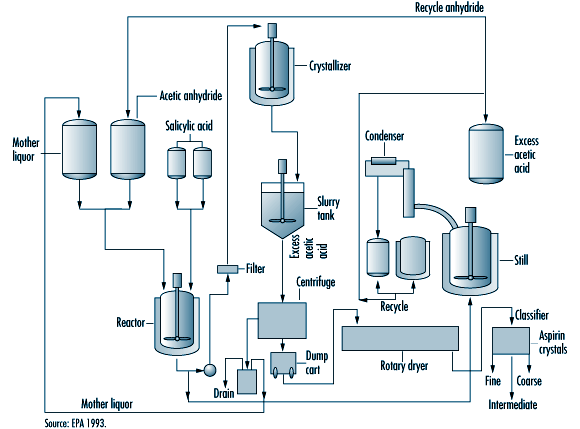 Recycle anhydride
Crystallizer
Acetic anhydride
Salicylic acid
Mother
liquor
Condenser
Excess
acetic
acid
Slurry
tank
Excess
acetic
acid
Still
Filter
Centrifuge
Recycle
Reactor
Classifier
Aspirin
crystals
Dump
cart
Rotary dryer
Drain
Fine
Coarse
Mother liquor
Intermediate
Source: EPA 1993.